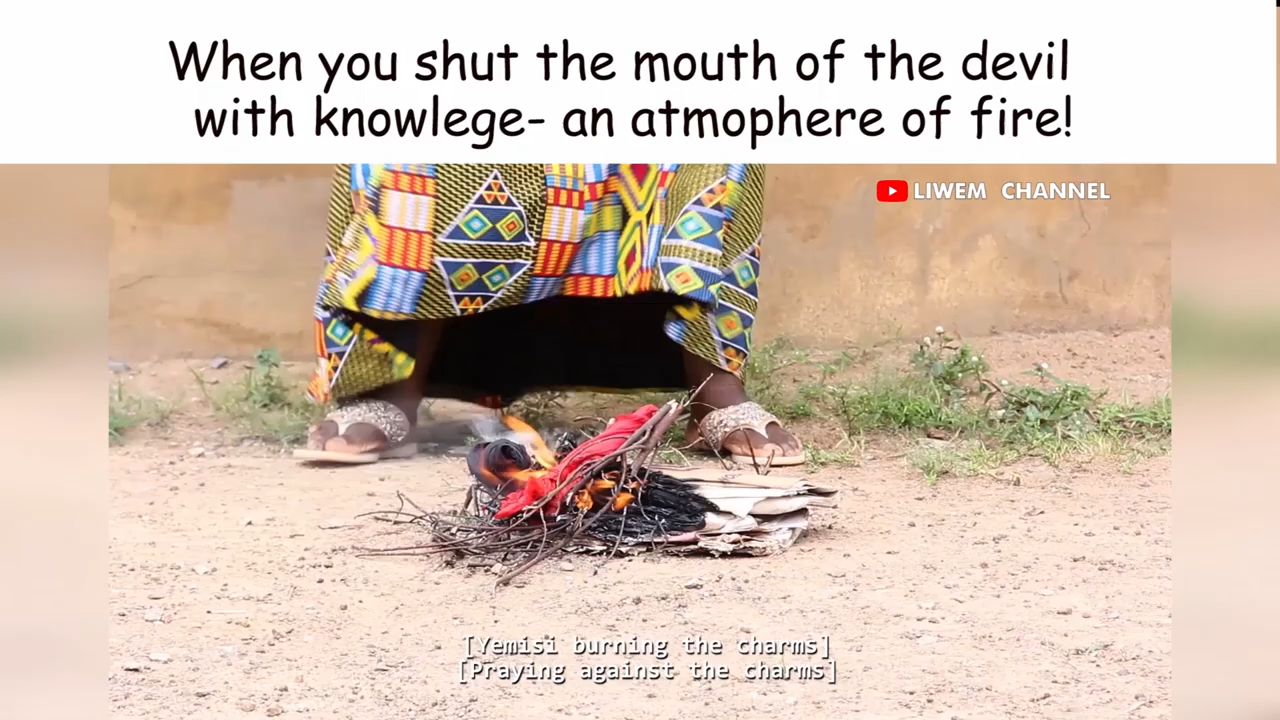 When you shut the mouth of the devil
with knowlege- an atmophere of fire!
LIWEM CHANNEL
[Yemisi burning the charms]
[Praying against the charms]